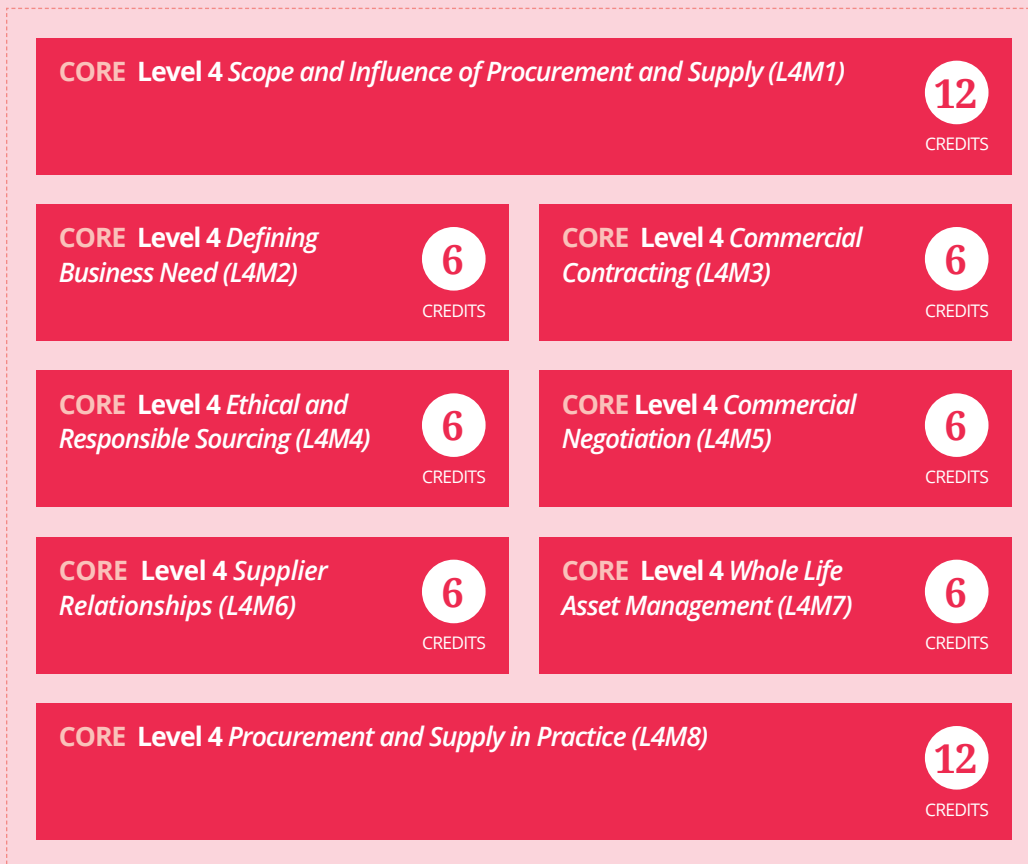 CORE Level 4 Scope and Influence of Procurement and Supply (L4M1)
12
CREDITS
CORE Level 4 Defining
Business Need (L4M2)
6
CREDITS
CORE Level 4 Commercial
Contracting (L4M3)
6
CREDITS
CORE Level 4 Ethical and
Responsible Sourcing (L4M4)
6
CREDITS
CORE Level 4 Commercial
Negotiation (L4M5)
6
CREDITS
CORE Level 4 Supplier
Relationships (L4M6)
6
CREDITS
CORE Level 4 Whole Life
Asset Management (L4M7)
6
CREDITS
CORE Level 4 Procurement and Supply in Practice (L4M8)
12
CREDITS